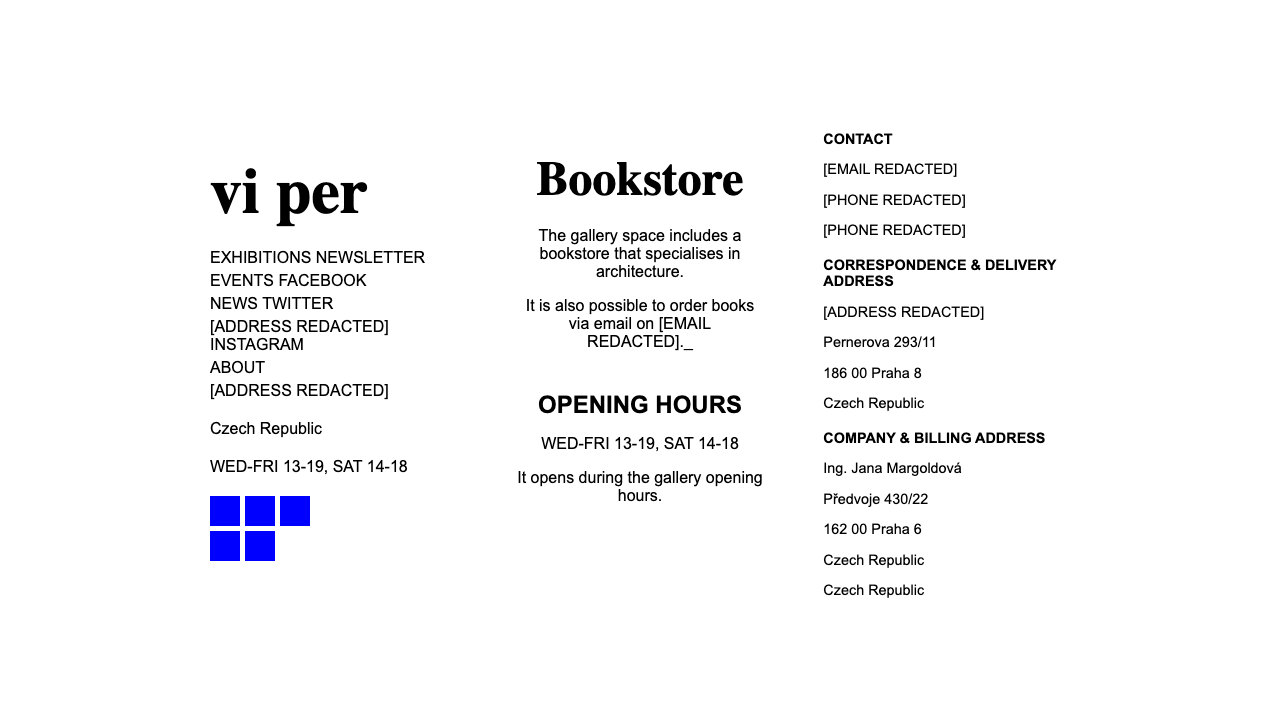 vi per
EXHIBITIONS NEWSLETTER
EVENTS FACEBOOK
NEWS TWITTER
[ADDRESS REDACTED]
INSTAGRAM
ABOUT
[ADDRESS REDACTED]
Czech Republic
WED-FRI 13-19, SAT 14-18
Bookstore
The gallery space includes a
bookstore that specialises in
architecture.
It is also possible to order books
via email on [EMAIL
REDACTED]._
OPENING HOURS
WED-FRI 13-19, SAT 14-18
It opens during the gallery opening
hours.
CONTACT
[EMAIL REDACTED]
[PHONE REDACTED]
[PHONE REDACTED]
CORRESPONDENCE & DELIVERY
ADDRESS
[ADDRESS REDACTED]
Pernerova 293/11
186 00 Praha 8
Czech Republic
COMPANY & BILLING ADDRESS
Ing. Jana Margoldová
Předvoje 430/22
162 00 Praha 6
Czech Republic
Czech Republic